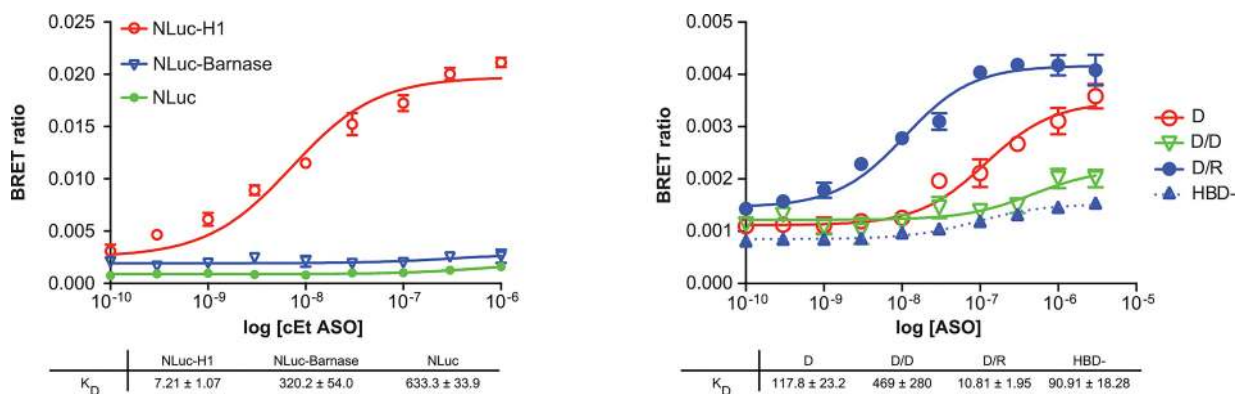 0.025
0.020
0.015
0.010
0.005
0.000
BRET ratio
NLuc-H1
NLuc-Barnase
NLuc
10-10 10-9 10-8 10-7 10-6
log [cEt ASO]
NLuc-H1 NLuc-Barnase NLuc
KD 7.21 ± 1.07 320.2 ± 54.0 633.3 ± 33.9
0.005
0.004
0.003
0.002
0.001
0.000
BRET ratio
10-10 10-9 10-8 10-7 10-6 10-5
log [ASO]
D
D/D
D/R
HBD-
D D/D D/R HBD-
KD 117.8 ± 23.2 469 ± 280 10.81 ± 1.95 90.91 ± 18.28